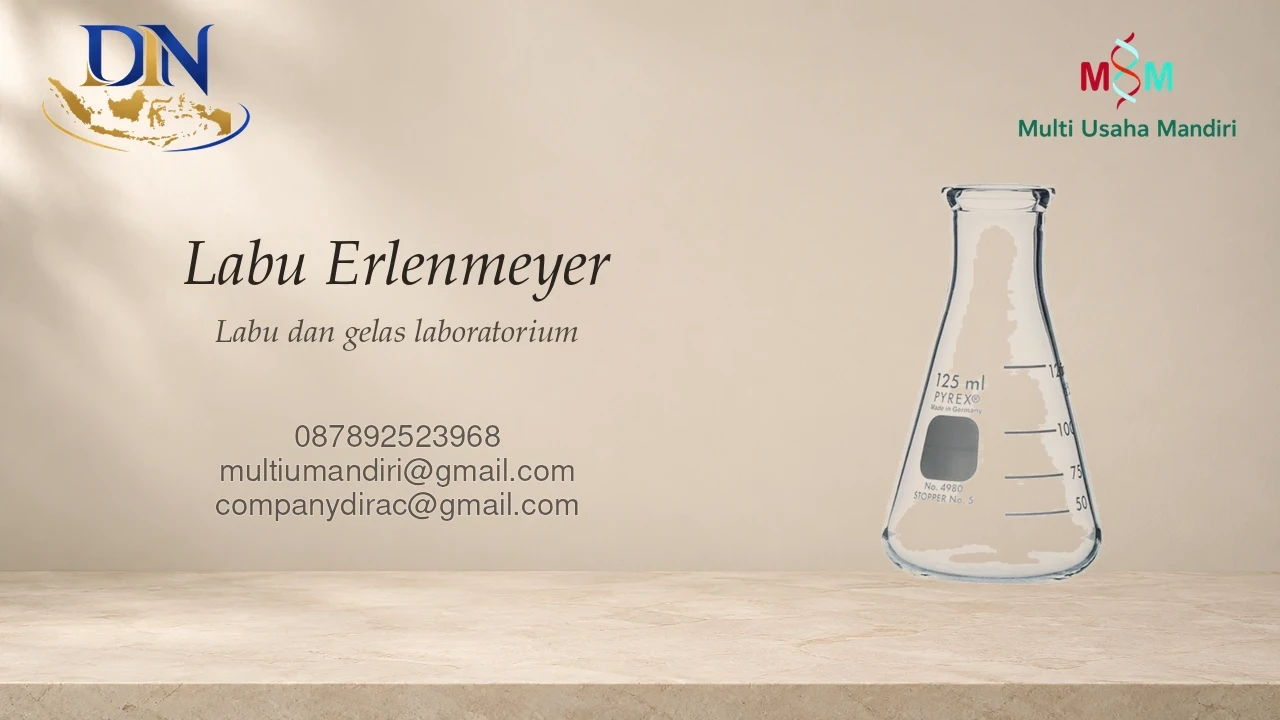 DN
M M
Multi Usaha Mandiri
Labu Erlenmeyer
Labu dan gelas laboratorium
087892523968
multiumandiri@gmail.com
companydirac@gmail.com
125 ml
PYREX®
Made in Germany
No. 4980
STOPPER No. 5
100
75
50